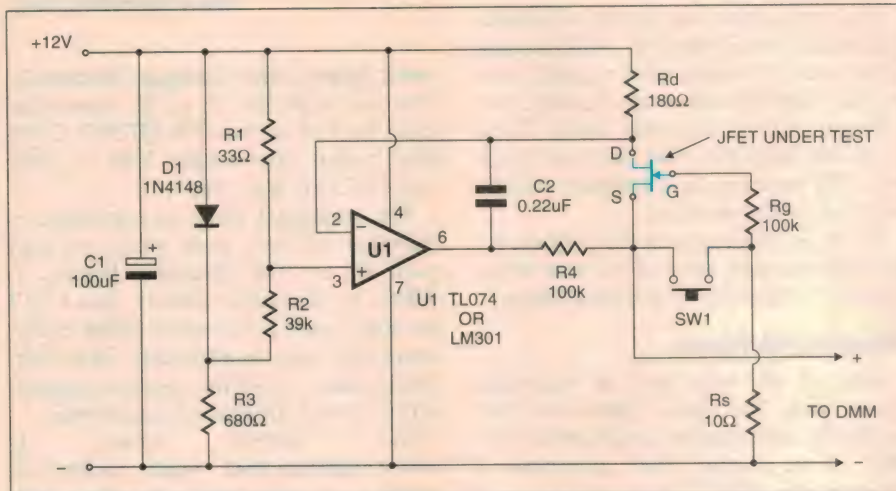 +12V
Rd
180Ω
R1
33Ω
JFET UNDER TEST
D1
1N4148
D
C2
0.22uF
S
G
2
4
Rg
100k
C1
100uF
+
−
U1
6
+
3
7
R4
100k
R2
39k
U1 TL074
OR
LM301
SW1
+
R3
680Ω
Rs
10Ω
TO DMM
−
−